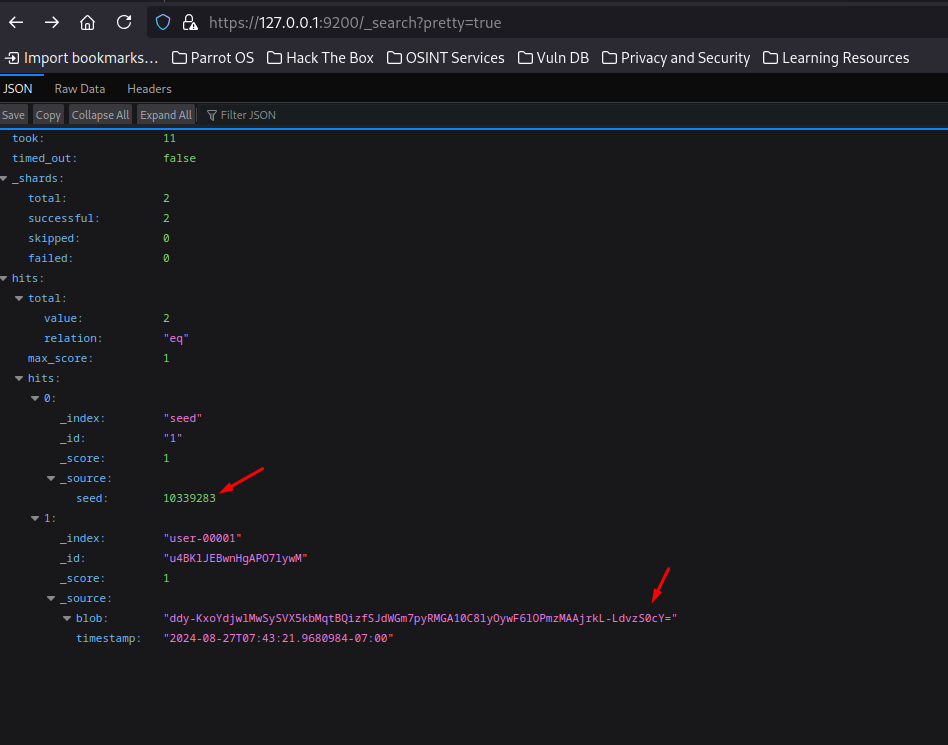 https://127.0.0.1:9200/_search?pretty=true
Import bookmarks… Parrot OS Hack The Box OSINT Services Vuln DB Privacy and Security Learning Resources
JSON Raw Data Headers
Save Copy Collapse All Expand All Filter JSON
took: 11
timed_out: false
_shards:
total: 2
successful: 2
skipped: 0
failed: 0
hits:
total:
value: 2
relation: "eq"
max_score: 1
hits:
0:
_index: "seed"
_id: "1"
_score: 1
_source:
seed: 10339283
1:
_index: "user-00001"
_id: "u4BKlJEBwnHgAPO7lywM"
_score: 1
_source:
blob: "ddy-KxoYdjwlMwSySVX5kbMqtBQizfSJdWGm7pyRMGA10C8lyOywF6lOPmzMAAjrkL-LdvzS0cY="
timestamp: "2024-08-27T07:43:21.9680984-07:00"